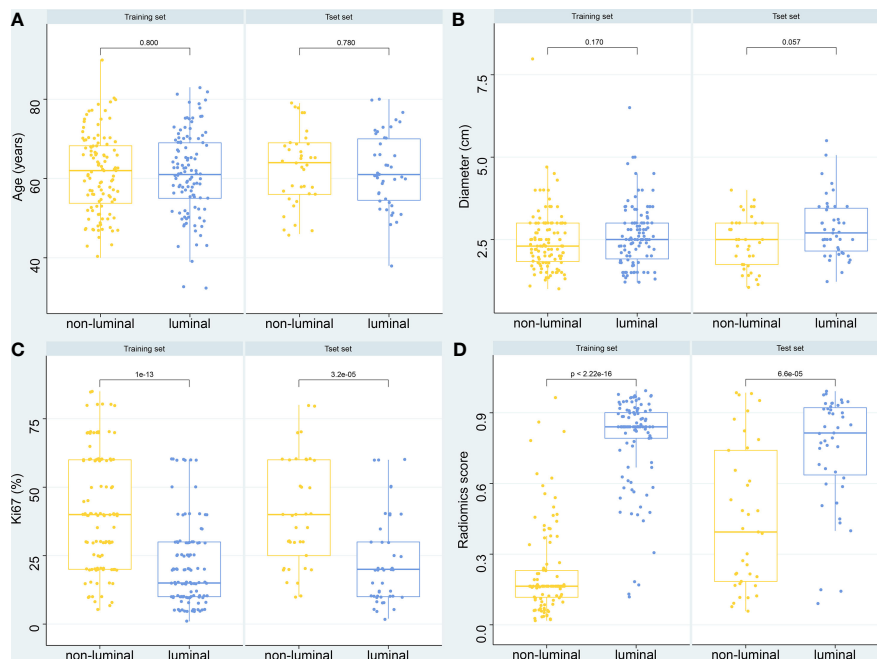 A
Training set
Tset set
0.800
0.780
Age (years)
80
60
40
non-luminal
luminal
non-luminal
luminal
B
Training set
Tset set
0.170
0.057
Diameter (cm)
7.5
5.0
2.5
non-luminal
luminal
non-luminal
luminal
C
Training set
Tset set
1e-13
3.2e-05
Ki67 (%)
75
50
25
0
non-luminal
luminal
non-luminal
luminal
D
Training set
Test set
p < 2.22e-16
6.6e-05
Radiomics score
0.9
0.6
0.3
0.0
non-luminal
luminal
non-luminal
luminal